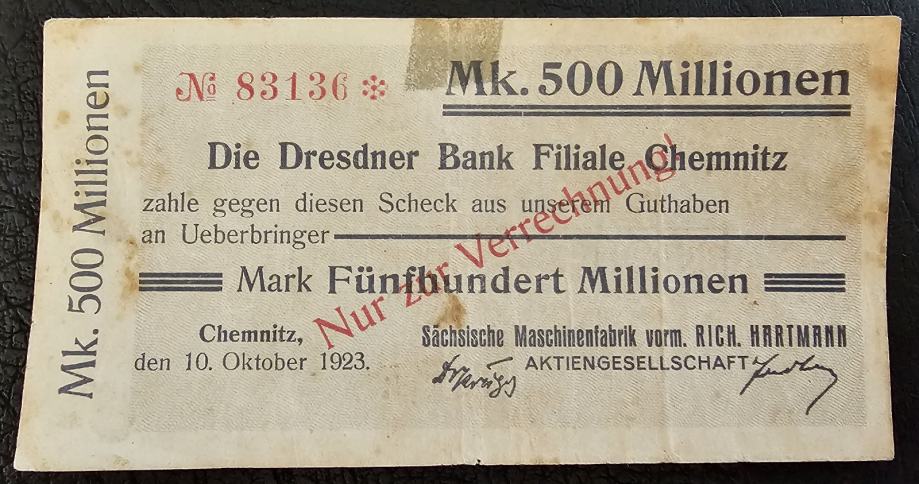 Mk. 500 Millionen
№ 83136 *
Mk. 500 Millionen
Die Dresdner Bank Filiale Chemnitz
zahle gegen diesen Scheck aus unserem Guthaben
an Ueberbringer
Mark Fünfhundert Millionen
Nur zur Verrechnung!
Chemnitz,
den 10. Oktober 1923.
Sächsische Maschinenfabrik vorm. RICH. HARTMANN
AKTIENGESELLSCHAFT